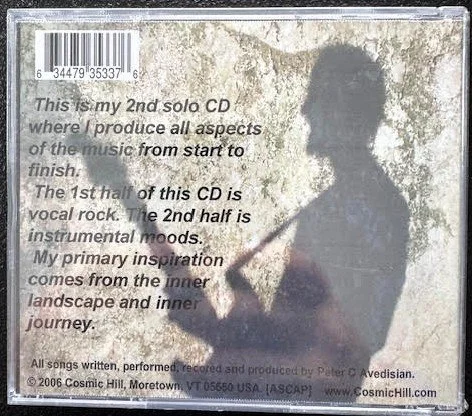 6 34479 35337 6
This is my 2nd solo CD
where I produce all aspects
of the music from start to
finish.
The 1st half of this CD is
vocal rock. The 2nd half is
instrumental moods.
My primary inspiration
comes from the inner
landscape and inner
journey.
All songs written, performed, recored and produced by Peter C Avedisian.
© 2006 Cosmic Hill, Moretown, VT 05660 USA. [ASCAP] www.CosmicHill.com